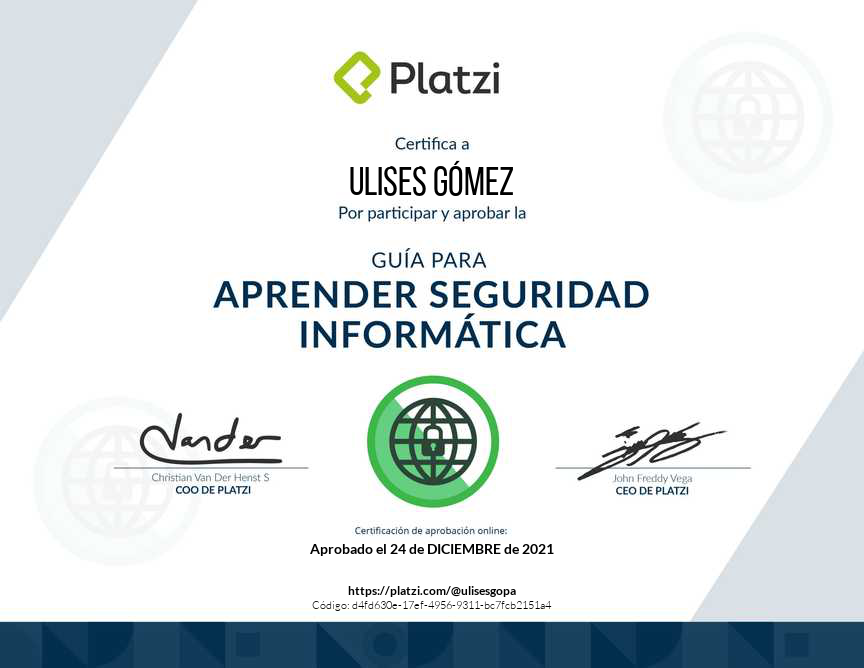 Platzi
Certifica a
ULISES GÓMEZ
Por participar y aprobar la
GUÍA PARA
APRENDER SEGURIDAD
INFORMÁTICA
Vander
Christian Van Der Henst S
COO DE PLATZI
John Freddy Vega
CEO DE PLATZI
Certificación de aprobación online:
Aprobado el 24 de DICIEMBRE de 2021
https://platzi.com/@ulisesgopa
Código: d4fd630e-17ef-4956-9311-bc7fcb2151a4